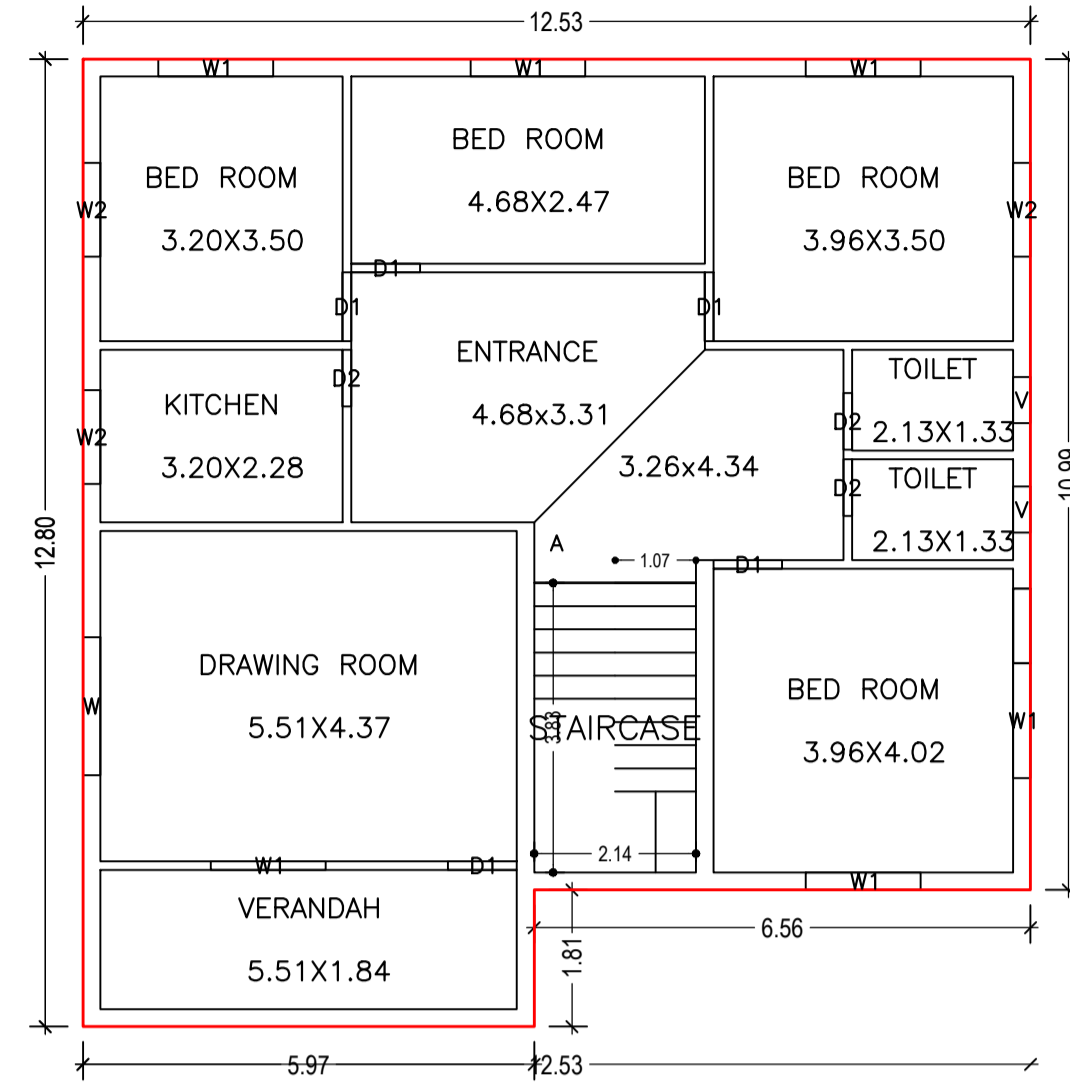 12.53
W1
W1
W1
BED ROOM
4.68X2.47
BED ROOM
3.20X3.50
BED ROOM
3.96X3.50
W2
W2
D1
D1
D1
ENTRANCE
4.68x3.31
D2
KITCHEN
3.20X2.28
W2
TOILET
2.13X1.33
V
D2
3.26x4.34
TOILET
2.13X1.33
V
D2
10.99
12.80
A
1.07
D1
DRAWING ROOM
5.51X4.37
W
STAIRCASE
3.83
BED ROOM
3.96X4.02
W1
2.14
W1
D1
W1
VERANDAH
5.51X1.84
1.81
6.56
5.97
12.53